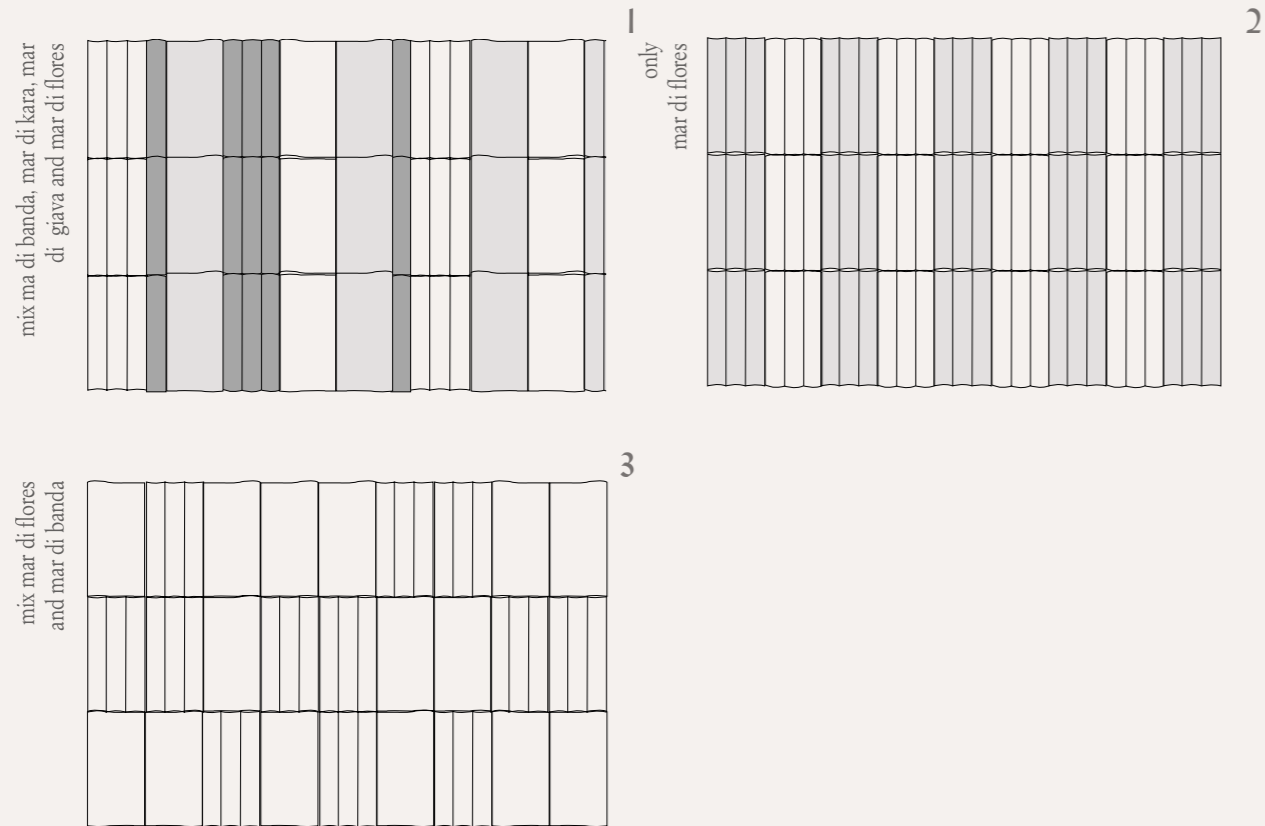 1
mix ma di banda, mar di kara, mar
di giava and mar di flores
2
only
mar di flores
3
mix mar di flores
and mar di banda